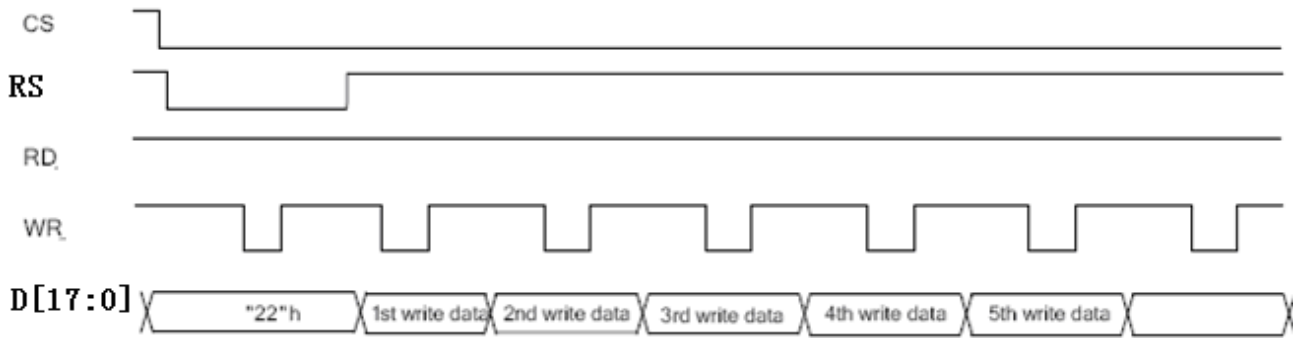 CS
RS
RD
WR
D[17:0] "22"h 1st write data 2nd write data 3rd write data 4th write data 5th write data